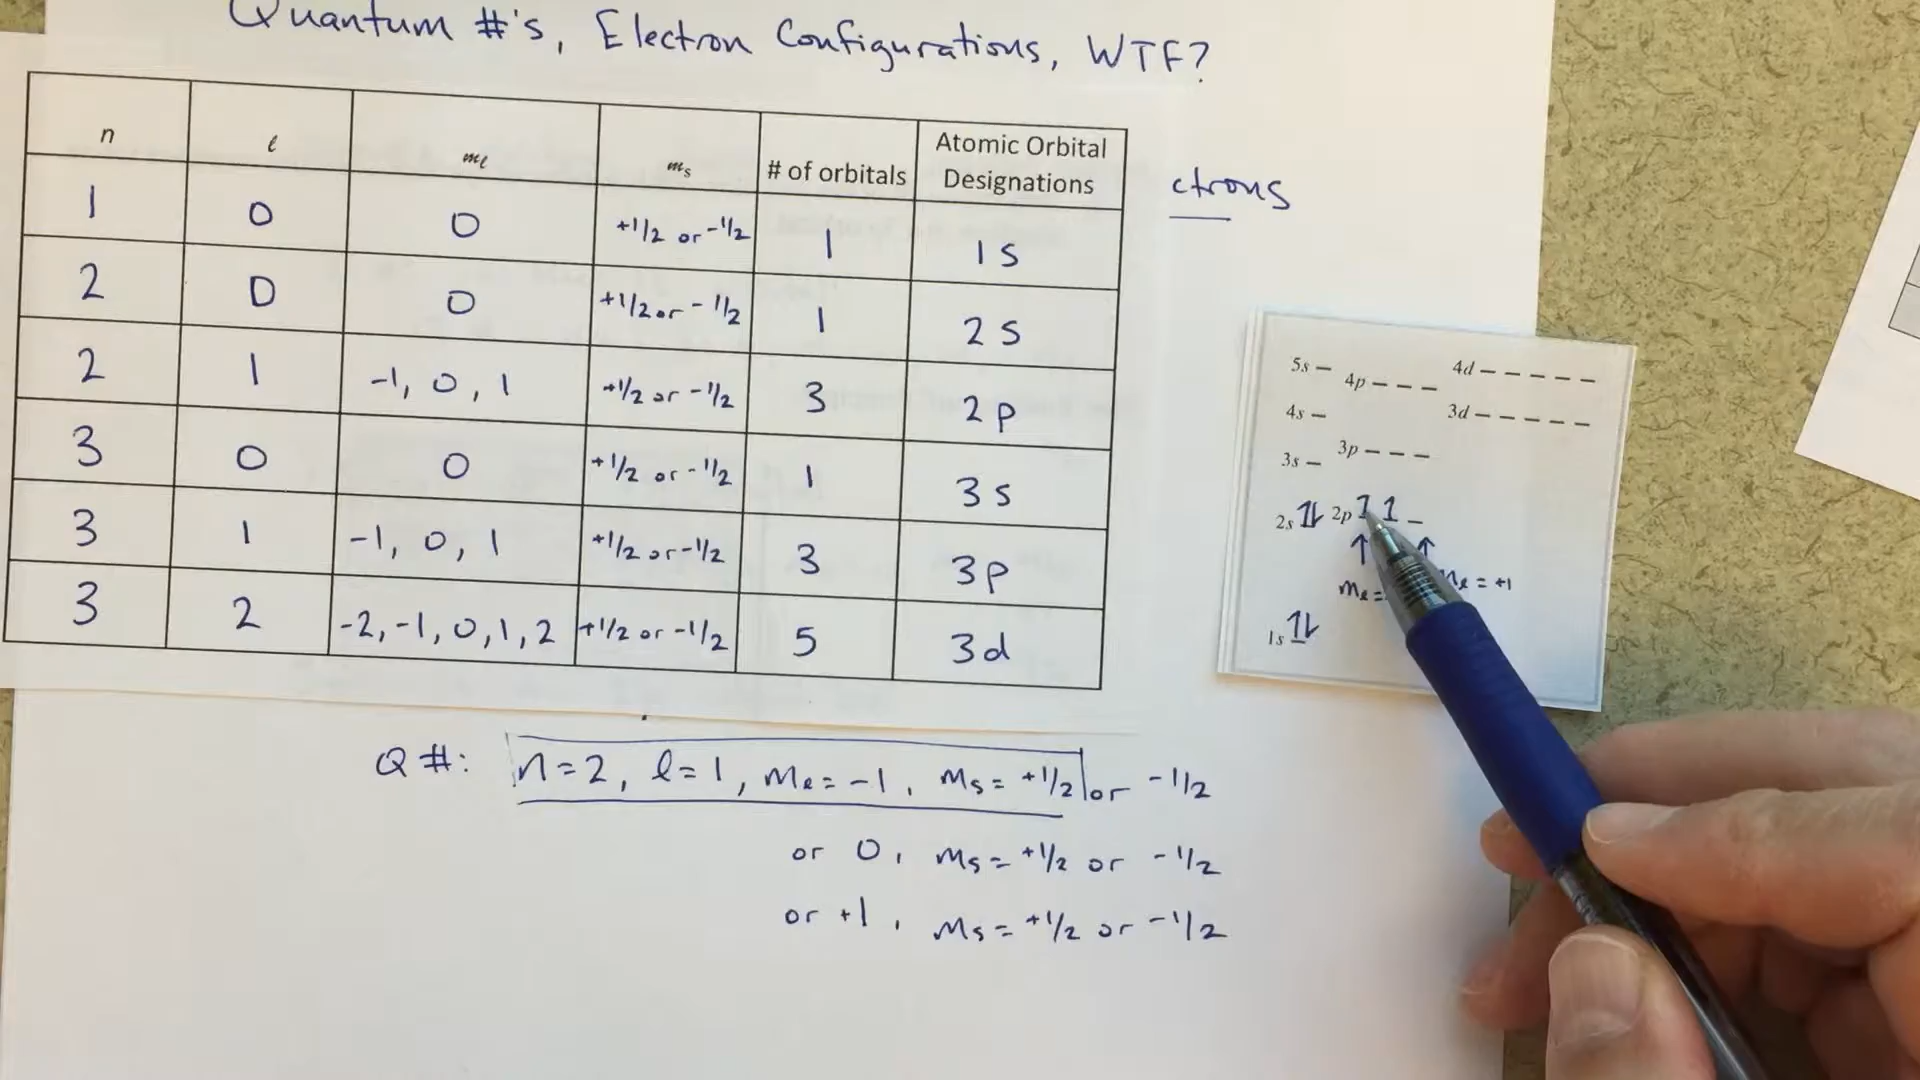 Quantum #'s, Electron Configurations, WTF?
n ℓ mℓ ms # of orbitals Atomic Orbital Designations
1 0 0 +1/2 or -1/2 1 1s
2 0 0 +1/2 or -1/2 1 2s
2 1 -1, 0, 1 +1/2 or -1/2 3 2p
3 0 0 +1/2 or -1/2 1 3s
3 1 -1, 0, 1 +1/2 or -1/2 3 3p
3 2 -2, -1, 0, 1, 2 +1/2 or -1/2 5 3d
ctrons
5s – 4p – – – 4d – – – – –
4s – 3d – – – – –
3s – 3p – – –
2s ↿⇂ 2p ↿ ↿ –
↑ ↑
mℓ = mℓ = +1
1s ↿⇂
Q#: n=2, ℓ=1, mℓ=-1, ms=+1/2 or -1/2
or 0, ms=+1/2 or -1/2
or +1, ms=+1/2 or -1/2